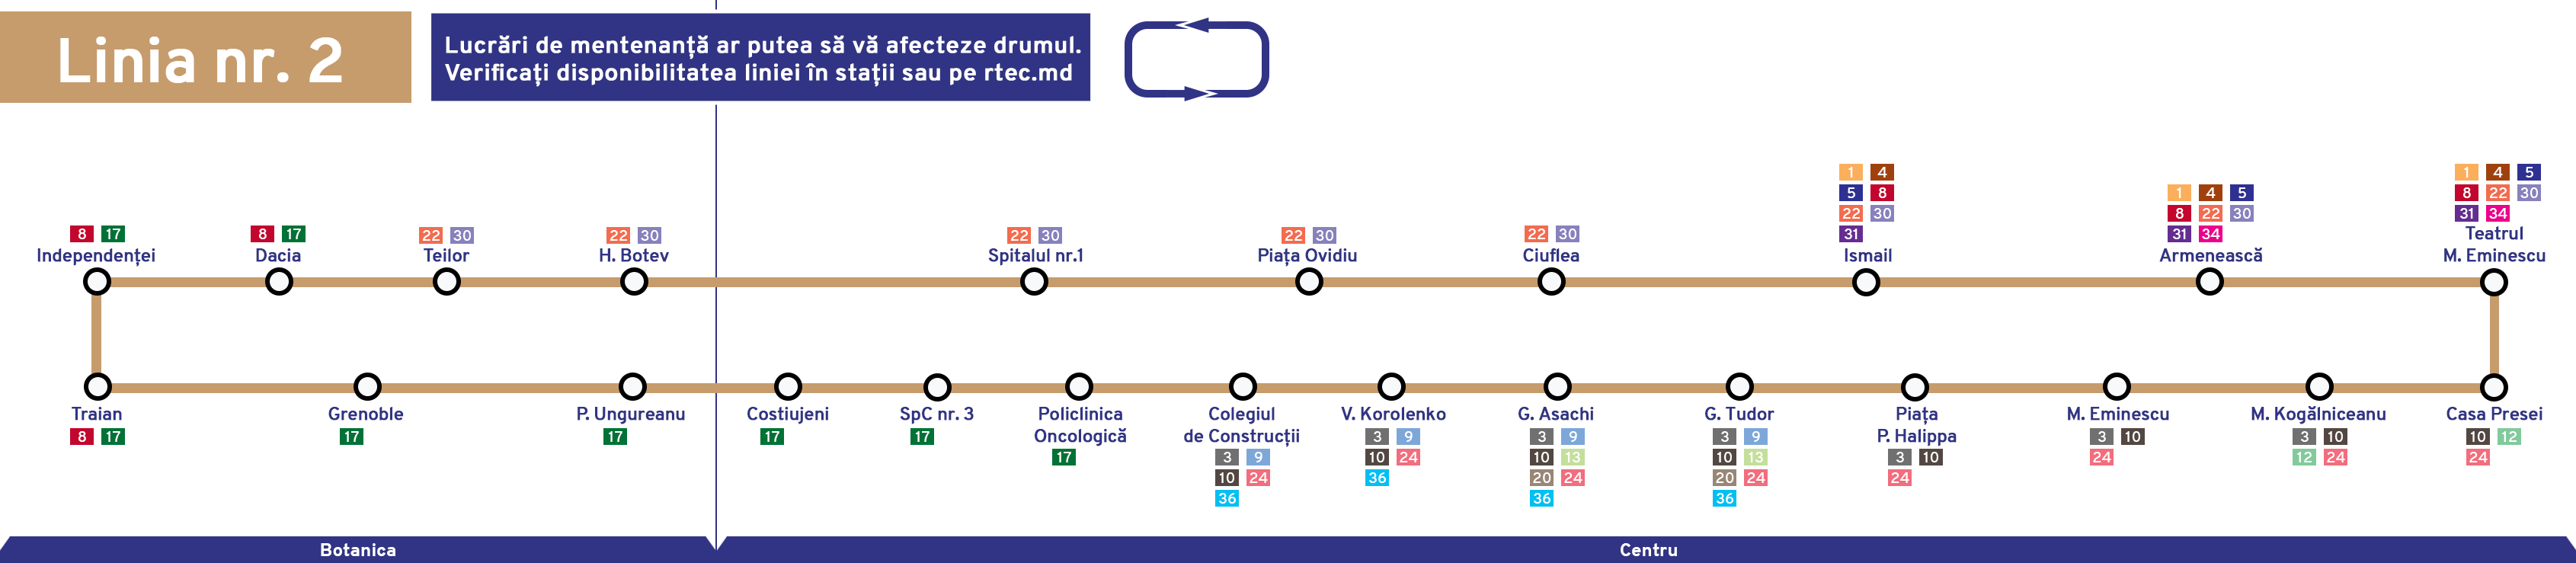 Linia nr. 2
Lucrări de mentenanță ar putea să vă afecteze drumul.
Verificați disponibilitatea liniei în stații sau pe rtec.md
8 17
Independenței
8 17
Dacia
22 30
Teilor
22 30
H. Botev
22 30
Spitalul nr.1
22 30
Piața Ovidiu
22 30
Ciuflea
1 4
5 8
22 30
31
Ismail
1 4 5
8 22 30
31 34
Armenească
1 4 5
8 22 30
31 34
Teatrul
M. Eminescu
Traian
8 17
Grenoble
17
P. Ungureanu
17
Costiujeni
17
SpC nr. 3
17
Policlinica
Oncologică
17
Colegiul
de Construcții
3 9
10 24
36
V. Korolenko
3 9
10 24
36
G. Asachi
3 9
10 13
20 24
36
G. Tudor
3 9
10 13
20 24
36
Piața
P. Halippa
3 10
24
M. Eminescu
3 10
24
M. Kogălniceanu
3 10
12 24
Casa Presei
10 12
24
Botanica
Centru